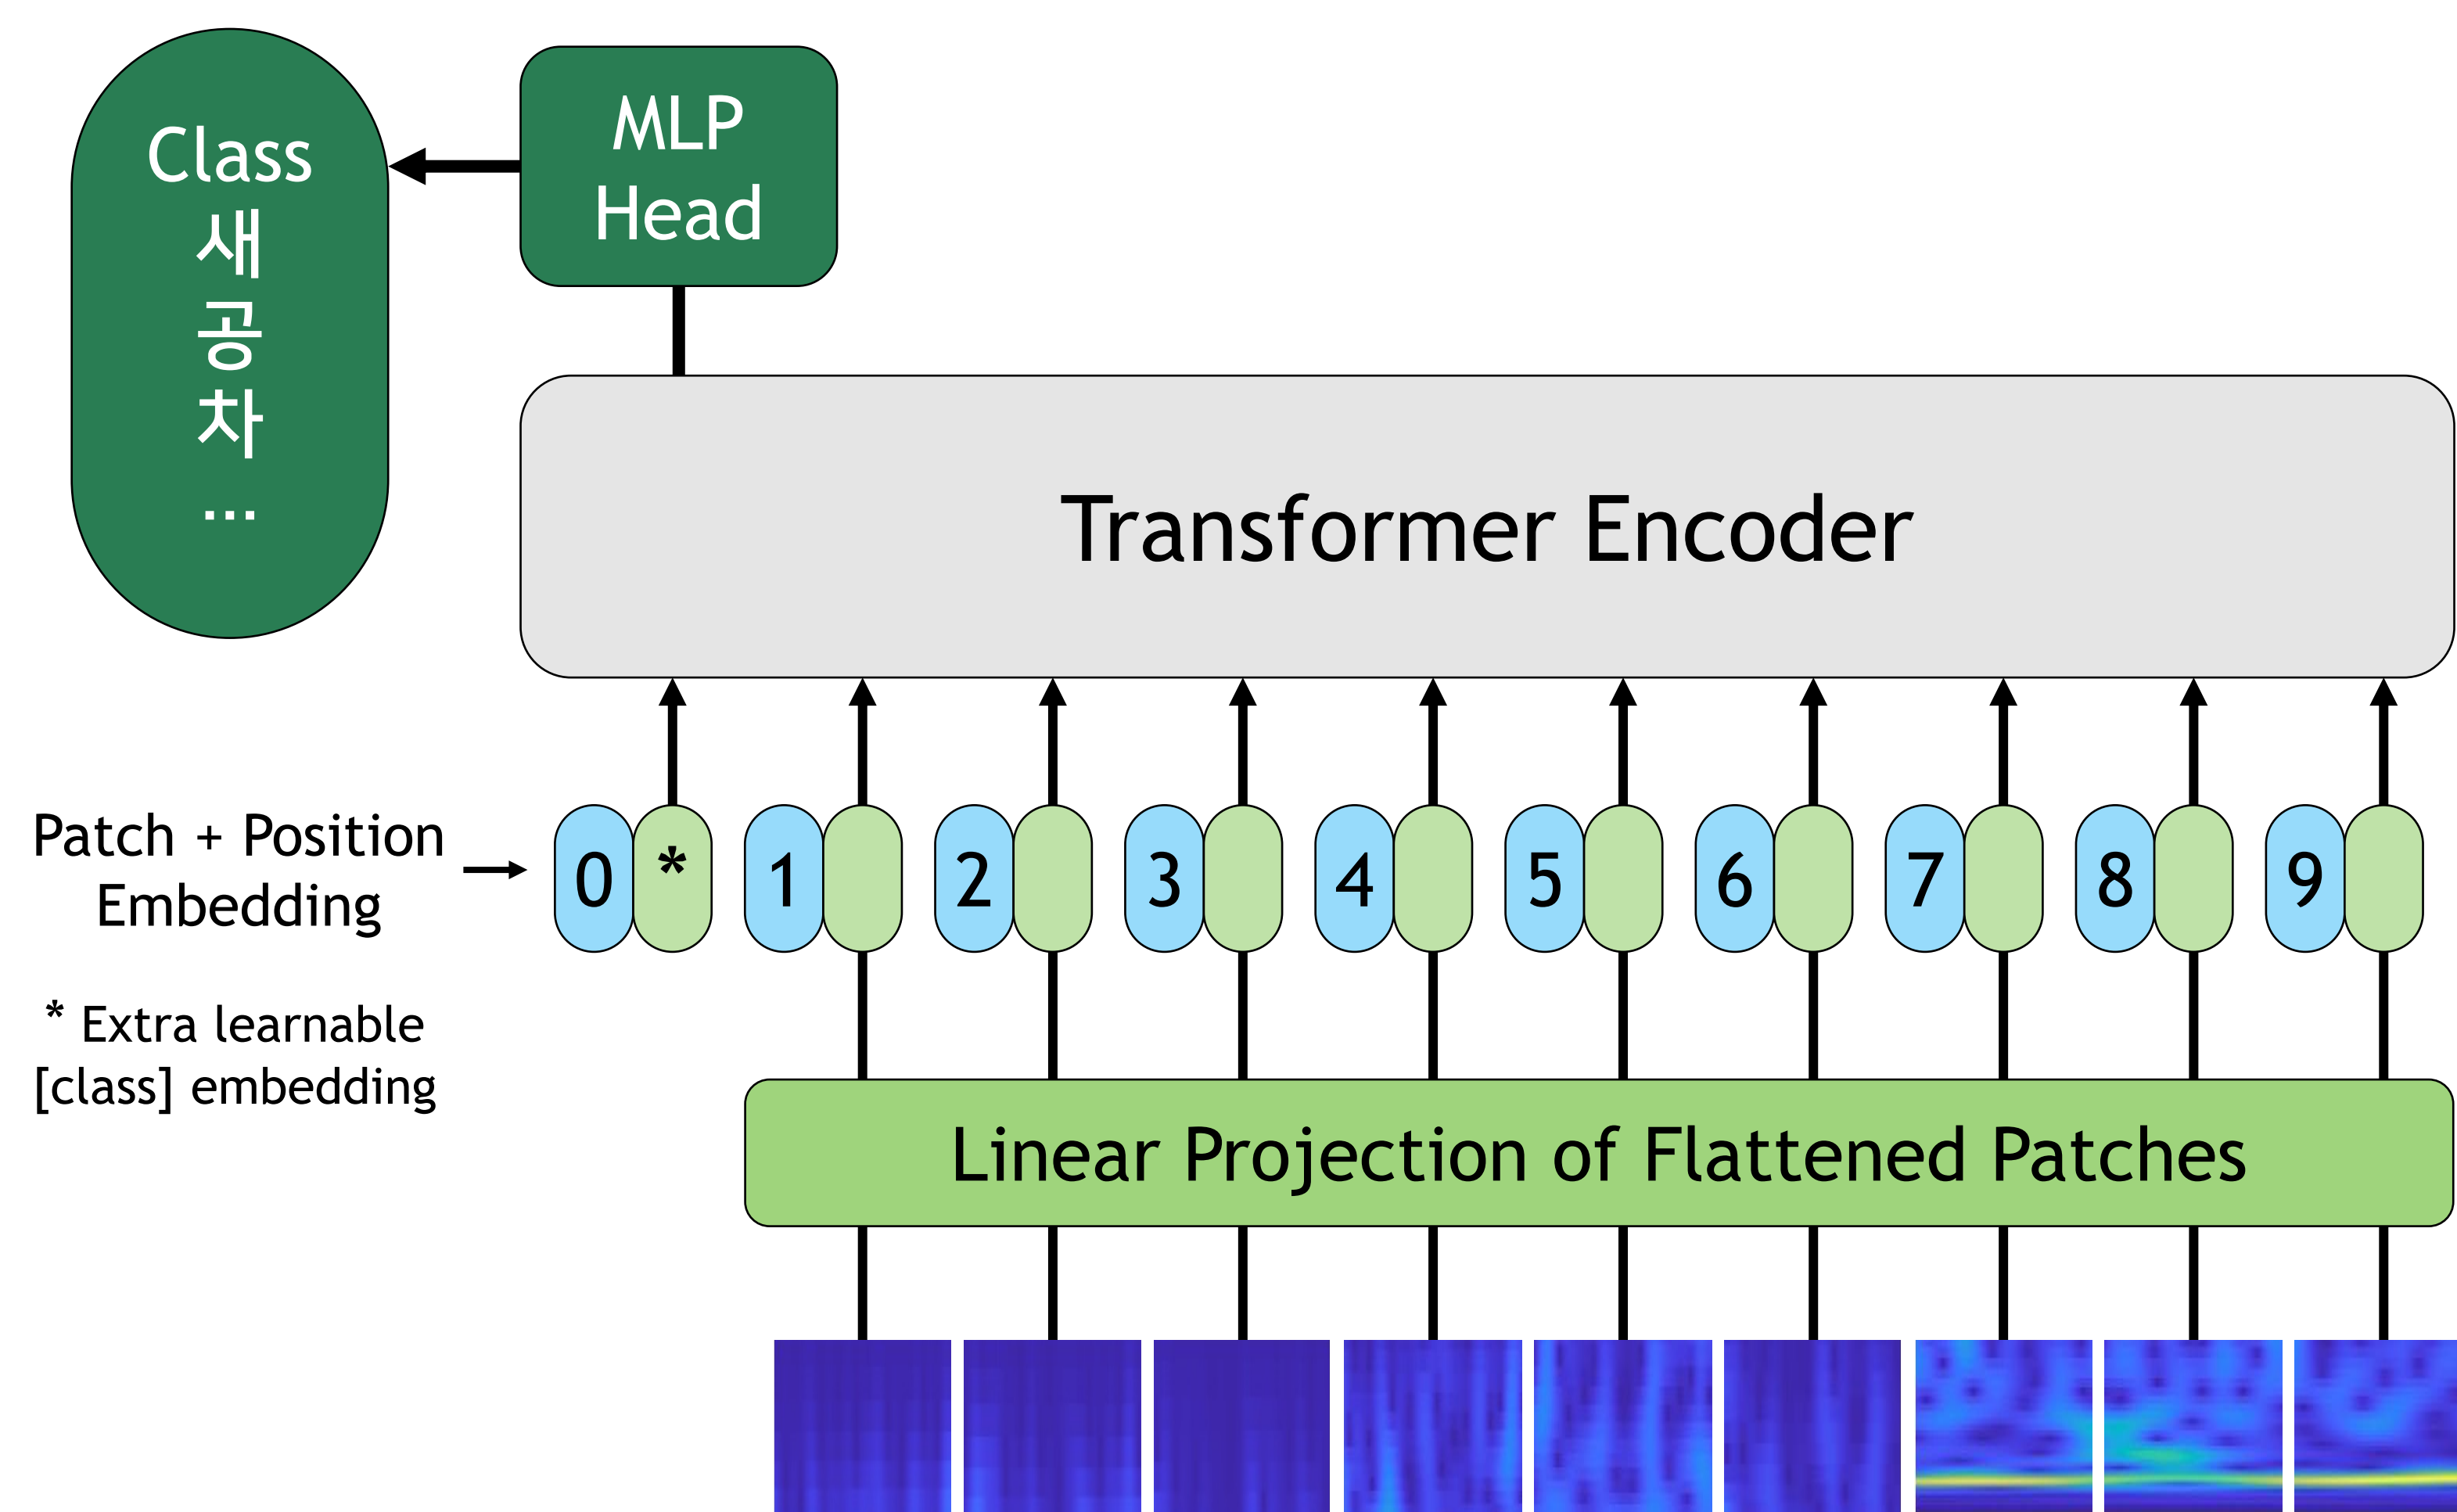 Class
새
공
차
...
MLP
Head
Transformer Encoder
Patch + Position
Embedding
0 * 1 2 3 4 5 6 7 8 9
* Extra learnable
[class] embedding
Linear Projection of Flattened Patches